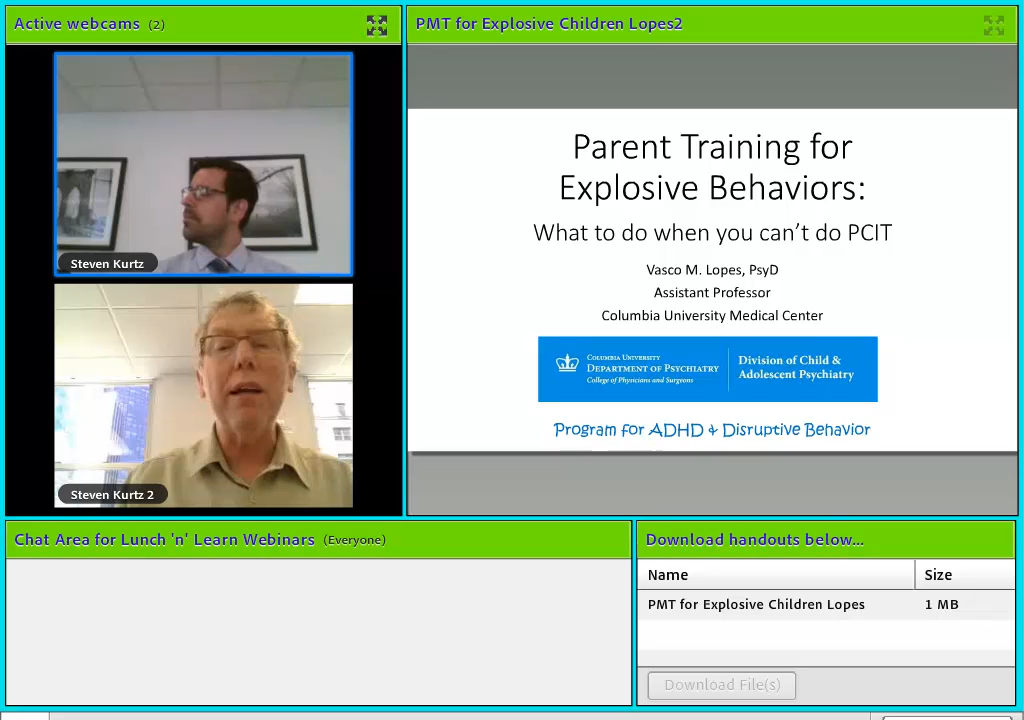 Active webcams (2)
Steven Kurtz
Steven Kurtz 2
PMT for Explosive Children Lopes2
Parent Training for
Explosive Behaviors:
What to do when you can't do PCIT
Vasco M. Lopes, PsyD
Assistant Professor
Columbia University Medical Center
COLUMBIA UNIVERSITY
DEPARTMENT OF PSYCHIATRY
College of Physicians and Surgeons
Division of Child &
Adolescent Psychiatry
Program for ADHD & Disruptive Behavior
Chat Area for Lunch 'n' Learn Webinars (Everyone)
Download handouts below...
Name Size
PMT for Explosive Children Lopes 1 MB
Download File(s)